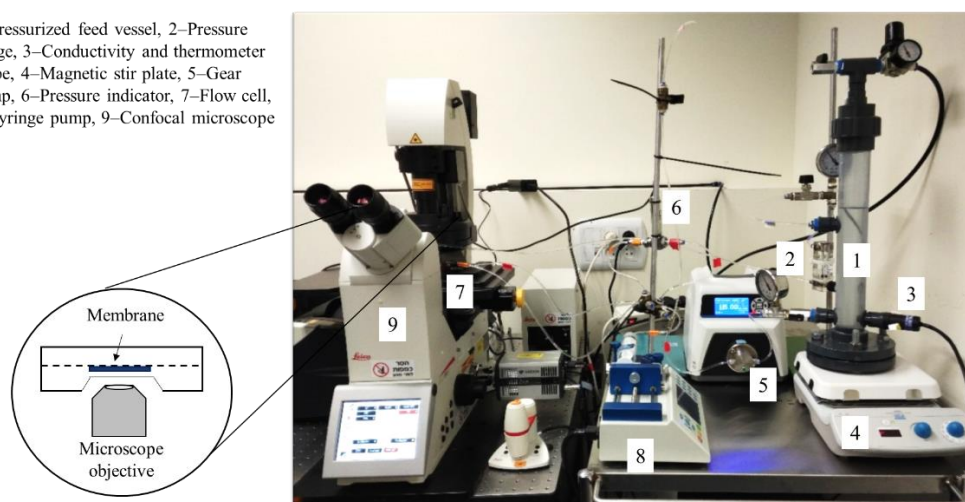 ressurized feed vessel, 2–Pressure
ge, 3–Conductivity and thermometer
be, 4–Magnetic stir plate, 5–Gear
np, 6–Pressure indicator, 7–Flow cell,
yringe pump, 9–Confocal microscope
6
2
1
7
3
9
Membrane
5
4
8
Microscope
objective
Leica